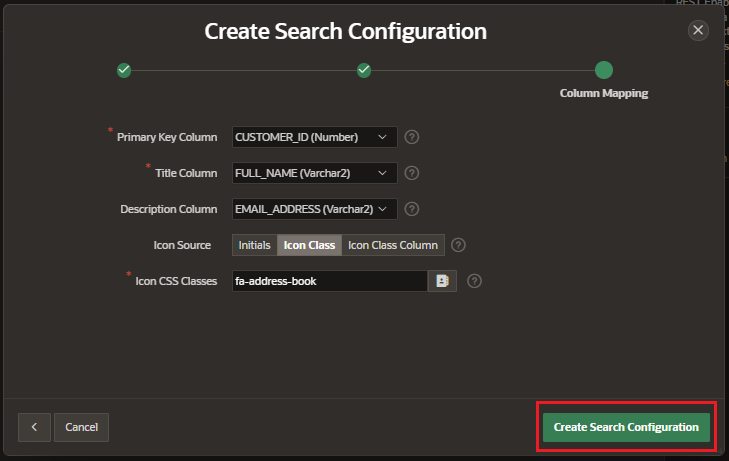 Create Search Configuration
Column Mapping
* Primary Key Column CUSTOMER_ID (Number) ?
* Title Column FULL_NAME (Varchar2) ?
Description Column EMAIL_ADDRESS (Varchar2) ?
Icon Source Initials Icon Class Icon Class Column ?
* Icon CSS Classes fa-address-book ?
Cancel Create Search Configuration